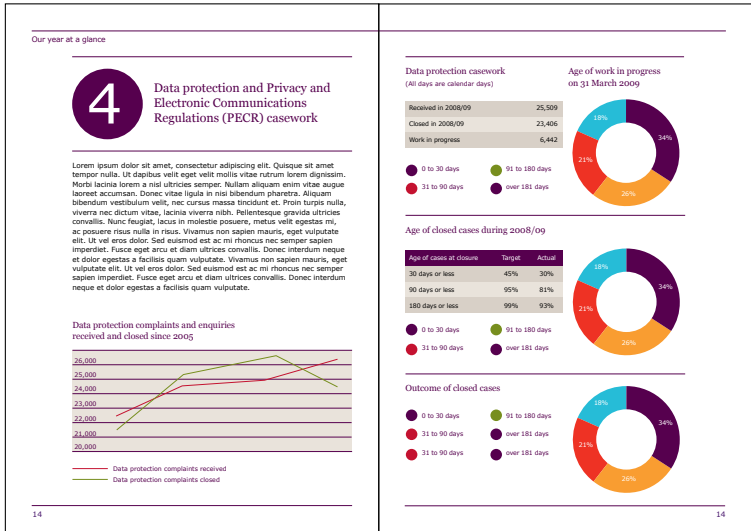 Our year at a glance
4
Data protection and Privacy and
Electronic Communications
Regulations (PECR) casework
Lorem ipsum dolor sit amet, consectetur adipiscing elit. Quisque sit amet
tempor nulla. Ut dapibus velit eget velit mollis vitae rutrum lorem dignissim.
Morbi lacinia lorem a nisl ultricies semper. Nullam aliquam enim vitae augue
laoreet accumsan. Donec vitae ligula in nisi bibendum pharetra. Aliquam
bibendum vestibulum velit, nec cursus massa tincidunt et. Proin turpis nulla,
viverra nec dictum vitae, lacinia viverra nibh. Pellentesque gravida ultricies
convallis. Nunc feugiat, lacus in molestie posuere, metus velit egestas mi,
ac posuere risus nulla in risus. Vivamus non sapien mauris, eget vulputate
elit. Ut vel eros dolor. Sed euismod est ac mi rhoncus nec semper sapien
imperdiet. Fusce eget arcu et diam ultrices convallis. Donec interdum neque
et dolor egestas a facilisis quam vulputate. Vivamus non sapien mauris, eget
vulputate elit. Ut vel eros dolor. Sed euismod est ac mi rhoncus nec semper
sapien imperdiet. Fusce eget arcu et diam ultrices convallis. Donec interdum
neque et dolor egestas a facilisis quam vulputate.
Data protection complaints and enquiries
received and closed since 2005
26,000
25,000
24,000
23,000
22,000
21,000
20,000
Data protection complaints received
Data protection complaints closed
14
Data protection casework
(All days are calendar days)
Received in 2008/09 25,509
Closed in 2008/09 23,406
Work in progress 6,442
0 to 30 days 91 to 180 days
31 to 90 days over 181 days
Age of work in progress
on 31 March 2009
18%
34%
21%
26%
Age of closed cases during 2008/09
Age of cases at closure Target Actual
30 days or less 45% 30%
90 days or less 95% 81%
180 days or less 99% 93%
0 to 30 days 91 to 180 days
31 to 90 days over 181 days
18%
34%
21%
26%
Outcome of closed cases
0 to 30 days 91 to 180 days
31 to 90 days over 181 days
31 to 90 days over 181 days
18%
34%
21%
26%
14